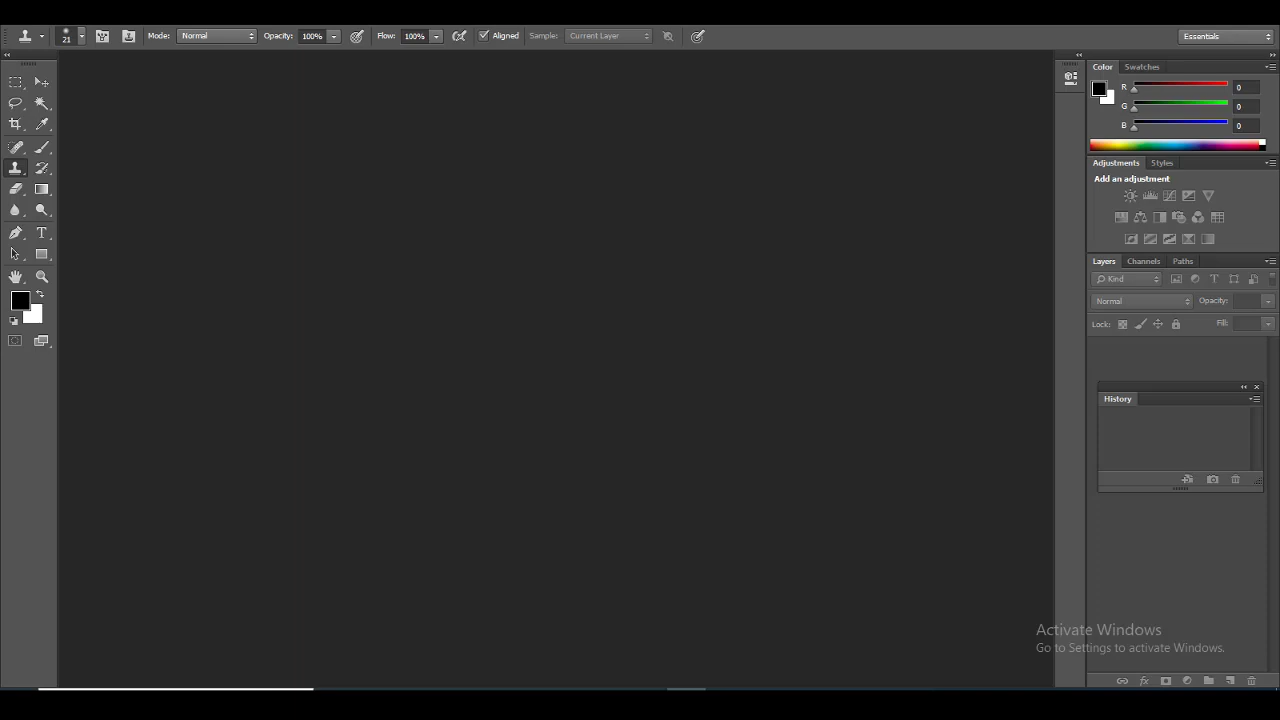 21 Mode: Normal Opacity: 100% Flow: 100% Aligned Sample: Current Layer Essentials
Color Swatches
R 0
G 0
B 0
Adjustments Styles
Add an adjustment
Layers Channels Paths
Kind
Normal Opacity:
Lock: Fill:
History
Activate Windows
Go to Settings to activate Windows.